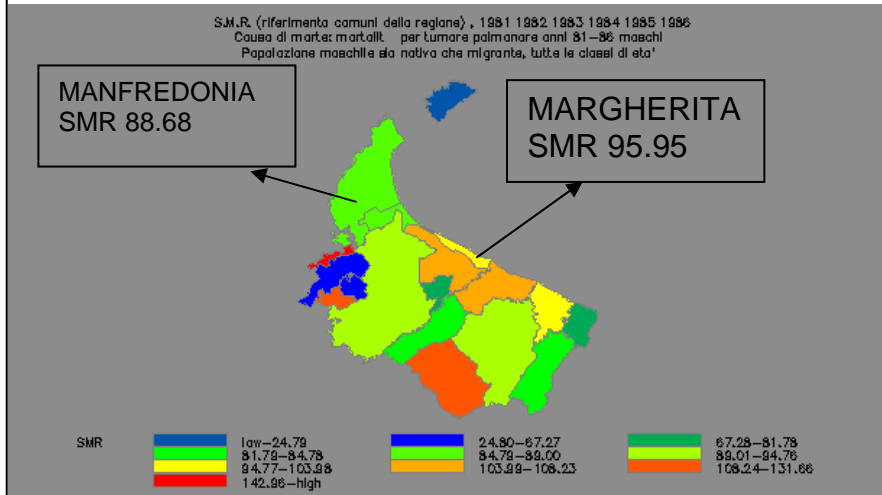 S.M.R. (riferimento comuni della regione) , 1981 1982 1983 1984 1985 1986
Causa di morte: mortalit per tumore polmonare anni 81-86 maschi
Popolazione maschile sia nativa che migrante, tutte le classi di eta'
MANFREDONIA
SMR 88.68
MARGHERITA
SMR 95.95
SMR
low-24.79
24.80-67.27
67.28-81.78
81.79-84.78
84.79-89.00
89.01-94.76
94.77-103.98
103.99-108.23
108.24-131.66
142.96-high